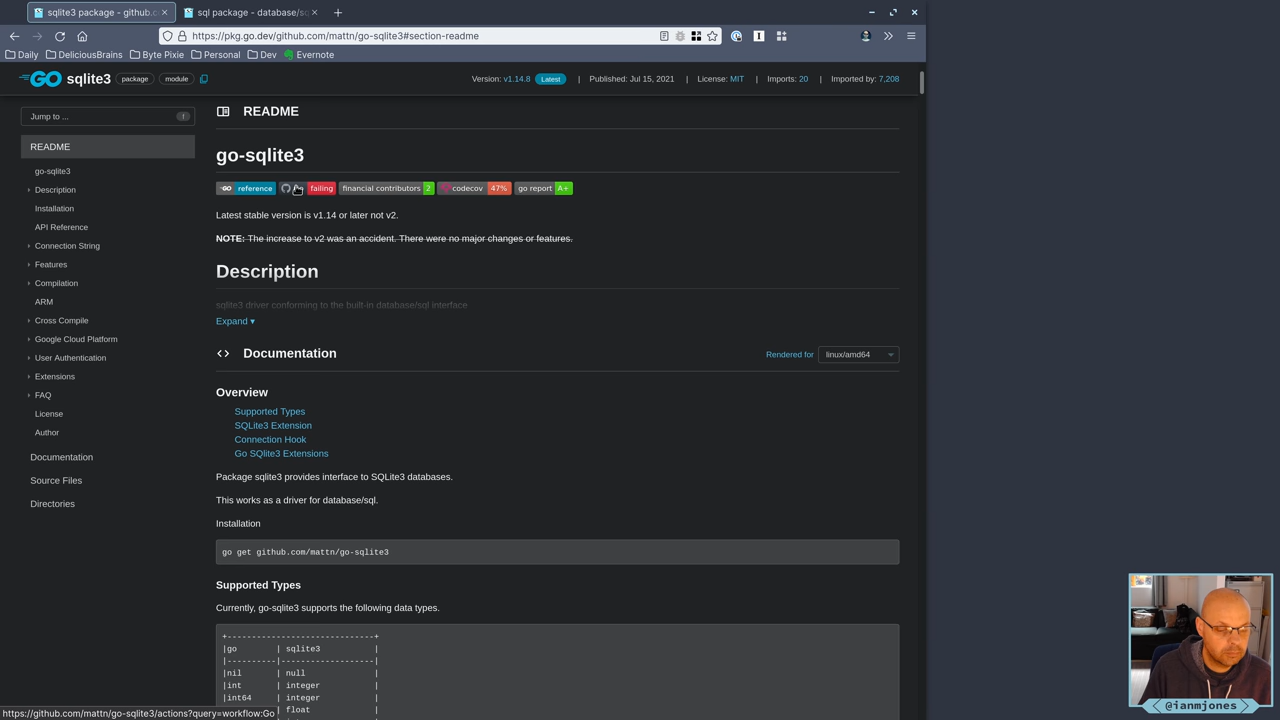 sqlite3 package - github.c
sql package - database/s
https://pkg.go.dev/github.com/mattn/go-sqlite3#section-readme
Daily
DeliciousBrains
Byte Pixie
Personal
Dev
Evernote
GO
sqlite3
package
module
Version: v1.14.8
Latest
|
Published: Jul 15, 2021
|
License: MIT
|
Imports: 20
|
Imported by: 7,208
Jump to ...
/
README
go-sqlite3
Description
Installation
API Reference
Connection String
Features
Compilation
ARM
Cross Compile
Google Cloud Platform
User Authentication
Extensions
FAQ
License
Author
Documentation
Source Files
Directories
README
go-sqlite3
GO reference
failing
financial contributors 2
codecov 47%
go report A+
Latest stable version is v1.14 or later not v2.
NOTE: The increase to v2 was an accident. There were no major changes or features.
Description
sqlite3 driver conforming to the built-in database/sql interface
Expand ▾
Documentation
Rendered for
linux/amd64
Overview
Supported Types
SQLite3 Extension
Connection Hook
Go SQlite3 Extensions
Package sqlite3 provides interface to SQLite3 databases.
This works as a driver for database/sql.
Installation
go get github.com/mattn/go-sqlite3
Supported Types
Currently, go-sqlite3 supports the following data types.
+------------------------------+
|go        | sqlite3           |
|----------|-------------------|
|nil       | null              |
|int       | integer           |
|int64     | integer           |
| float |
https://github.com/mattn/go-sqlite3/actions?query=workflow:Go
@ianmjones